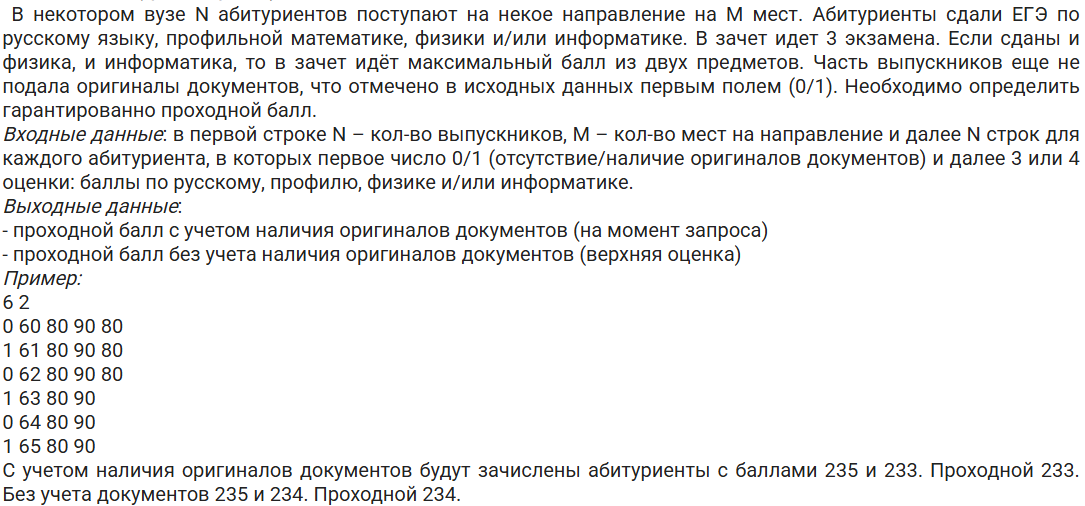 В некотором вузе N абитуриентов поступают на некое направление на М мест. Абитуриенты сдали ЕГЭ по
русскому языку, профильной математике, физики и/или информатике. В зачет идет 3 экзамена. Если сданы и
физика, и информатика, то в зачет идёт максимальный балл из двух предметов. Часть выпускников еще не
подала оригиналы документов, что отмечено в исходных данных первым полем (0/1). Необходимо определить
гарантированно проходной балл.
Входные данные: в первой строке N – кол-во выпускников, M – кол-во мест на направление и далее N строк для
каждого абитуриента, в которых первое число 0/1 (отсутствие/наличие оригиналов документов) и далее 3 или 4
оценки: баллы по русскому, профилю, физике и/или информатике.
Выходные данные:
- проходной балл с учетом наличия оригиналов документов (на момент запроса)
- проходной балл без учета наличия оригиналов документов (верхняя оценка)
Пример:
6 2
0 60 80 90 80
1 61 80 90 80
0 62 80 90 80
1 63 80 90
0 64 80 90
1 65 80 90
С учетом наличия оригиналов документов будут зачислены абитуриенты с баллами 235 и 233. Проходной 233.
Без учета документов 235 и 234. Проходной 234.